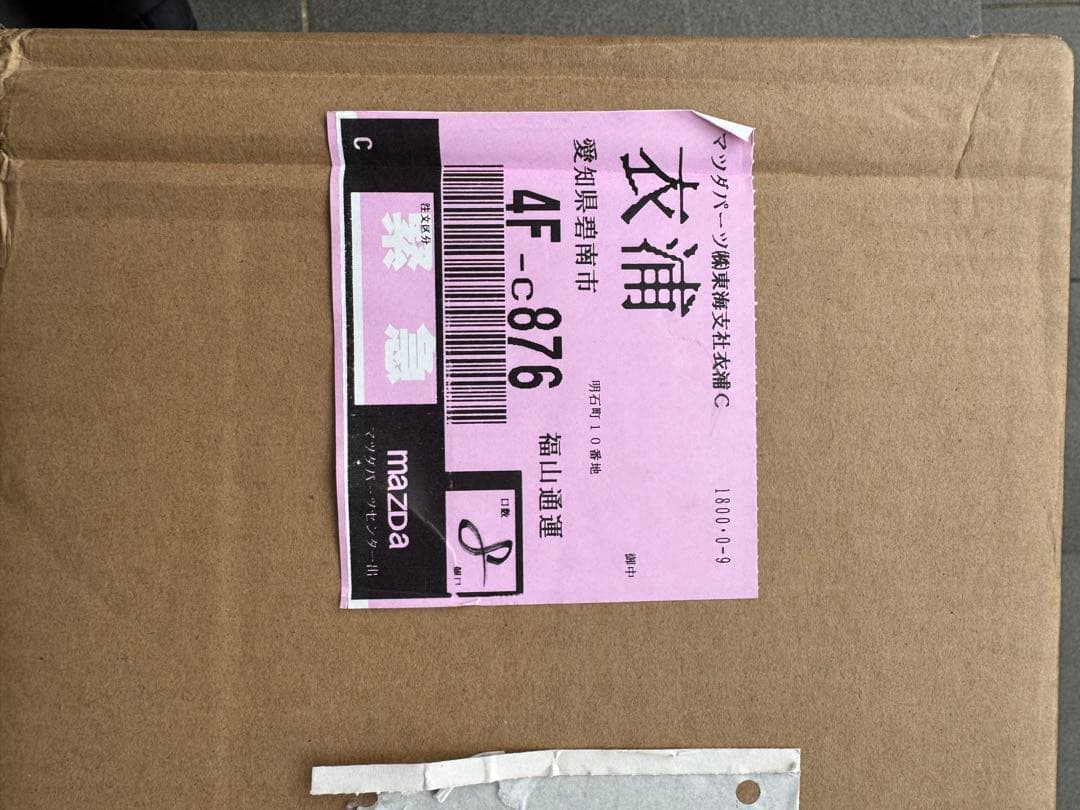 マツダパーツ㈱東海支社衣浦C 1800-0-9
衣浦
御中
愛知県碧南市
明石町10番地
4F-C876
福山通運
口数
8
個口
C
注文区分
緊急
mazDa
マツダパーツセンター出